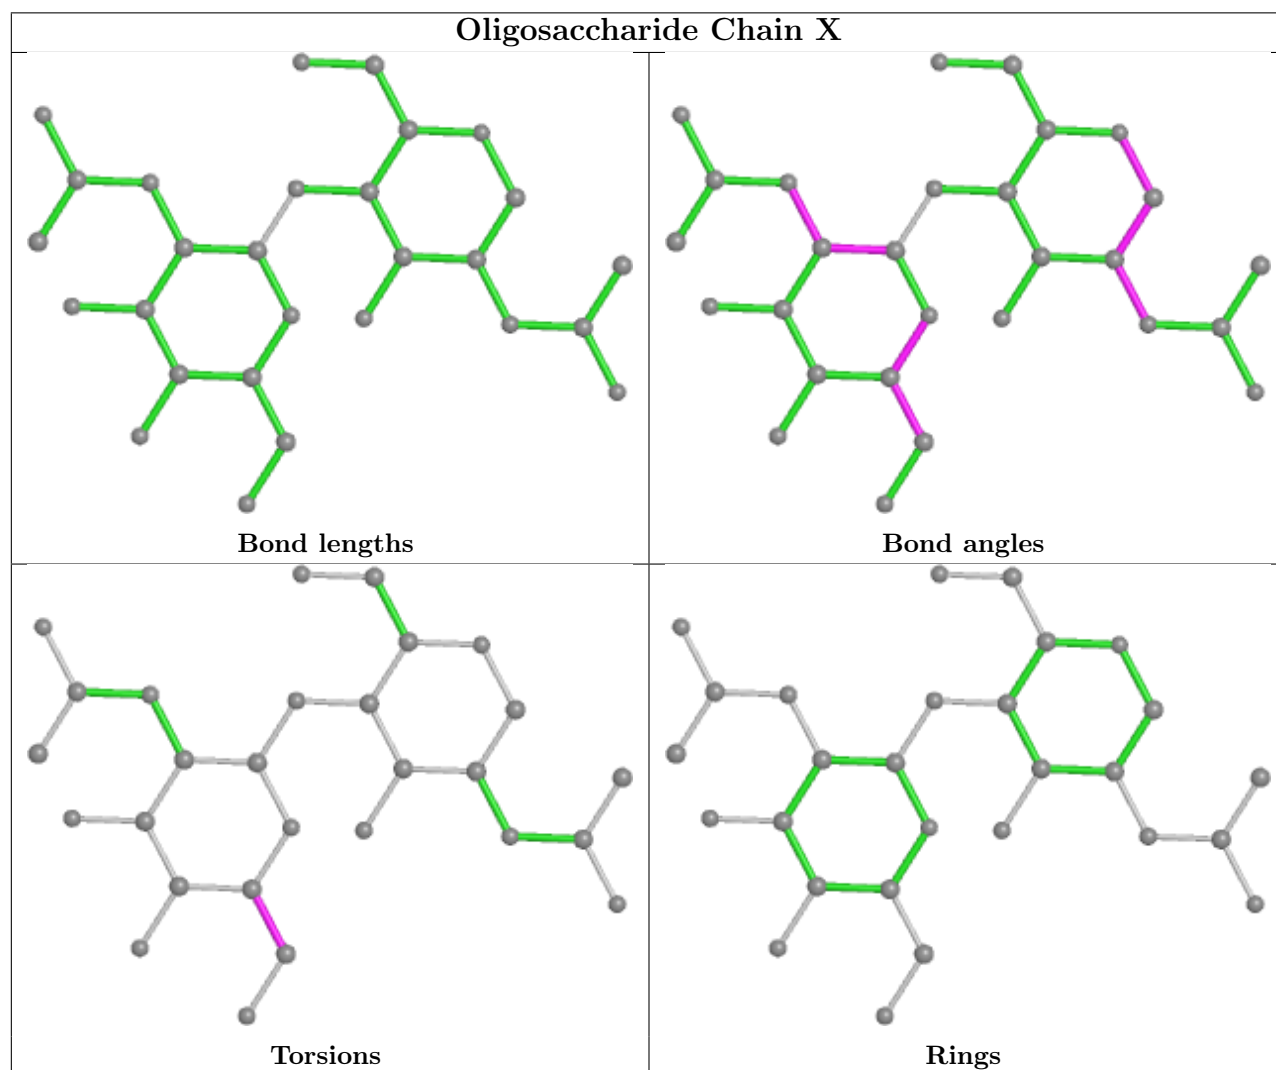 Oligosaccharide Chain X
Bond lengths
Bond angles
Torsions
Rings